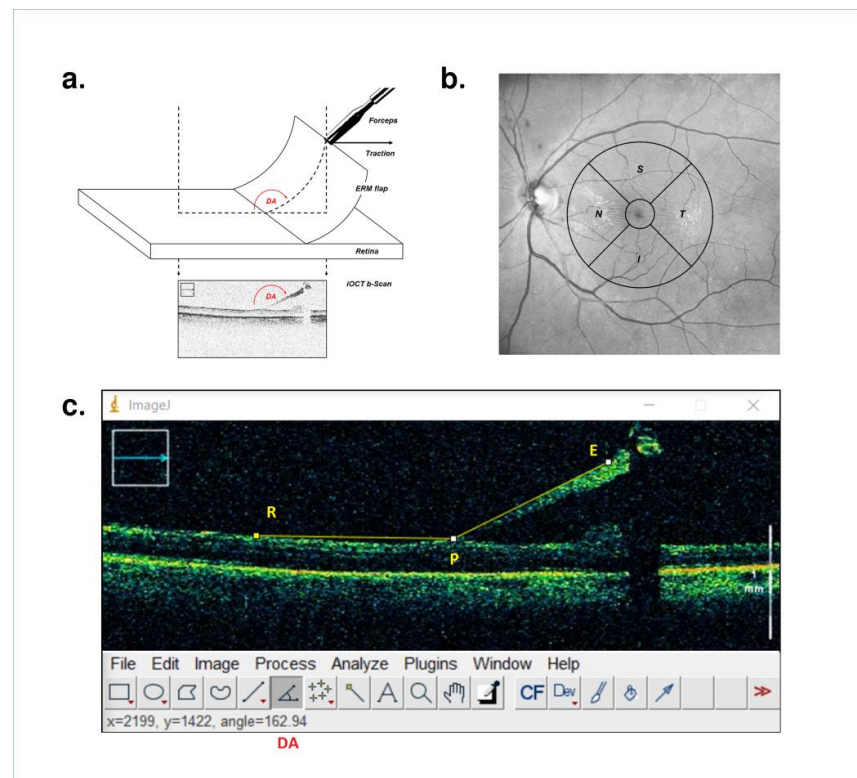 a.
Forceps
Traction
DA
ERM flap
Retina
iOCT b-Scan
DA
b.
S
N
T
I
c.
ImageJ
E
R
P
1
mm
File Edit Image Process Analyze Plugins Window Help
A
CF
Dev
>>
x=2199, y=1422, angle=162.94
DA